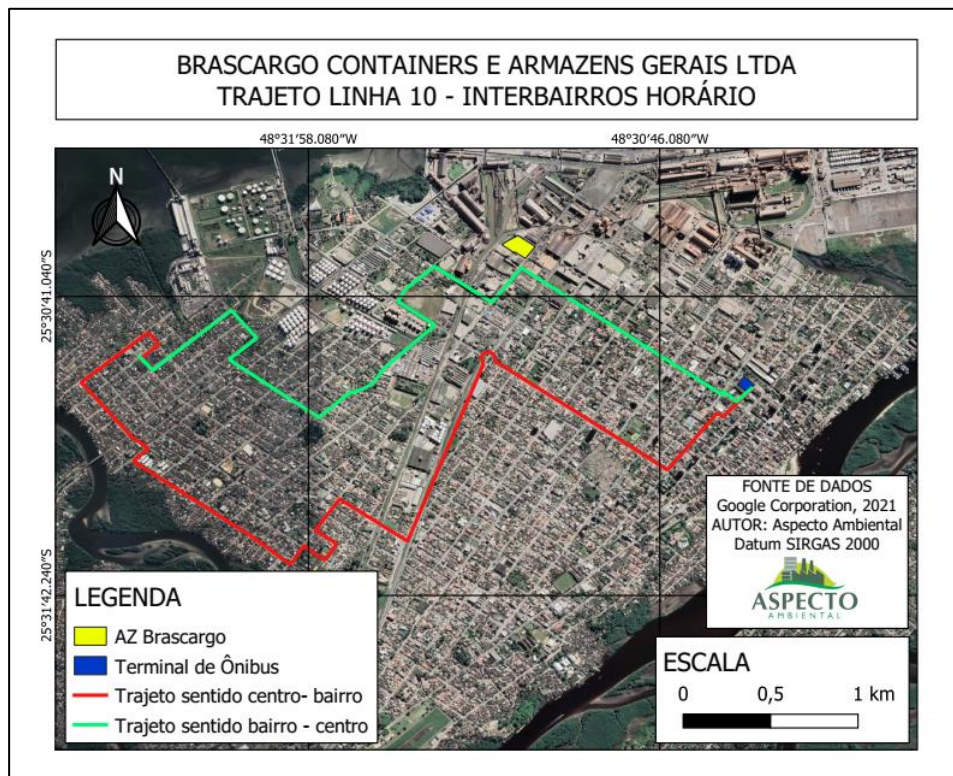 BRASCARGO CONTAINERS E ARMAZENS GERAIS LTDA
TRAJETO LINHA 10 - INTERBAIRROS HORÁRIO
48°31'58.080"W
48°30'46.080"W
N
25°30'41.040"S
25°31'42.240"S
FONTE DE DADOS
Google Corporation, 2021
AUTOR: Aspecto Ambiental
Datum SIRGAS 2000
ASPECTO
AMBIENTAL
LEGENDA
AZ Brascargo
Terminal de Ônibus
Trajeto sentido centro- bairro
Trajeto sentido bairro - centro
ESCALA
0 0,5 1 km